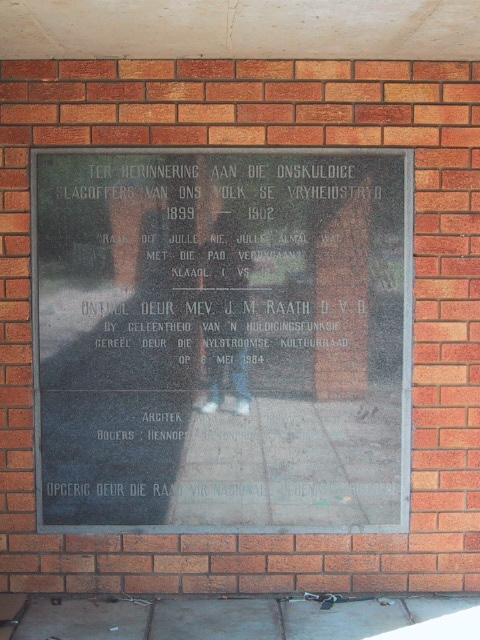 TER HERINNERING AAN DIE ONSKULDIGE
SLAGOFFERS VAN ONS VOLK SE VRYHEIDSTRYD
1899 — 1902
"RAAK DIT JULLE NIE, JULLE ALMAL WAT
MET DIE PAD VERBYGAAN?"
KLAAGL. 1 VS
ONTHUL DEUR MEV. J. M. RAATH D.V.D.
BY GELEENTHEID VAN 'N HULDIGINGSFUNKSIE
GEREËL DEUR DIE NYLSTROOMSE KULTUURRAAD
OP 6 MEI 1984
ARGITEK
BOUERS : HENNOPS
OPGERIG DEUR DIE RAAD VIR NASIONALE GEDENKWAARDIGHEDE